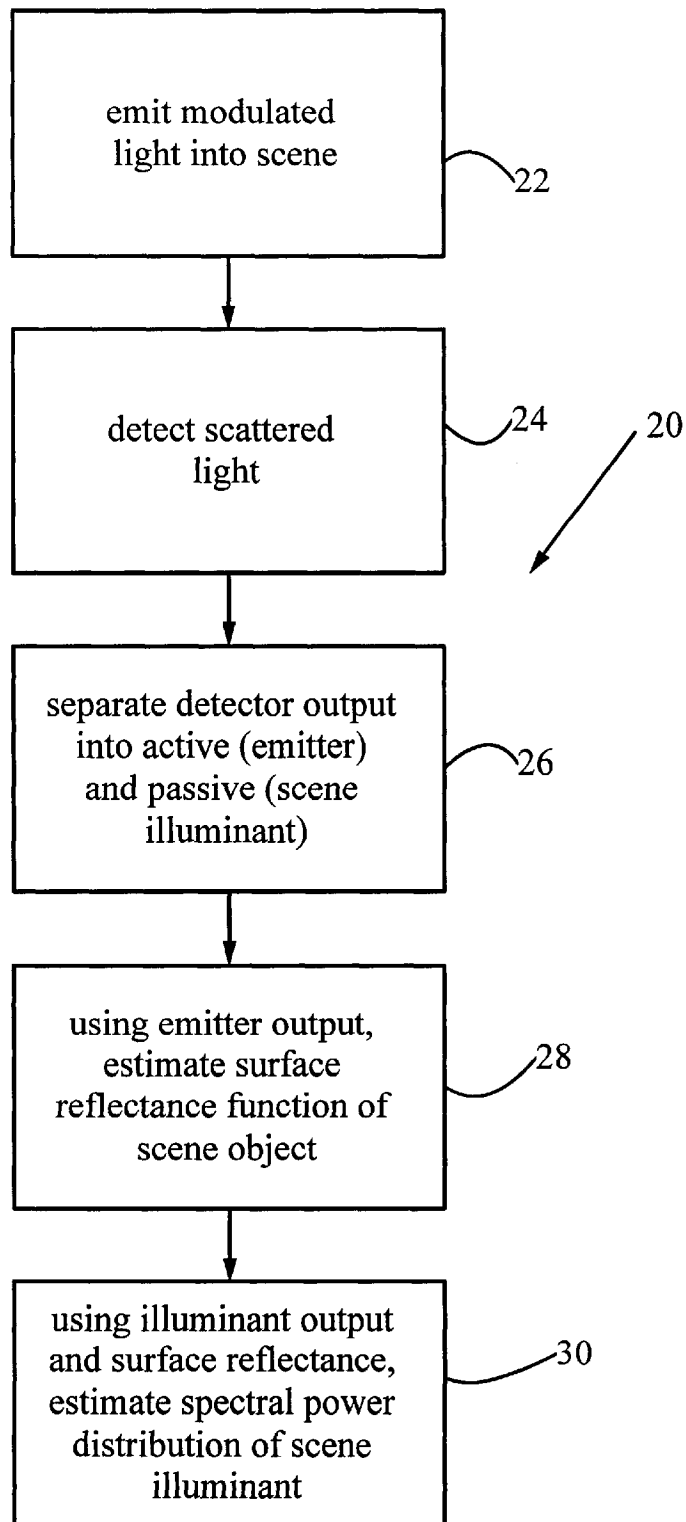 emit modulated
light into scene
22
detect scattered
light
24
20
separate detector output
into active (emitter)
and passive (scene
illuminant)
26
using emitter output,
estimate surface
reflectance function of
scene object
28
using illuminant output
and surface reflectance,
estimate spectral power
distribution of scene
illuminant
30